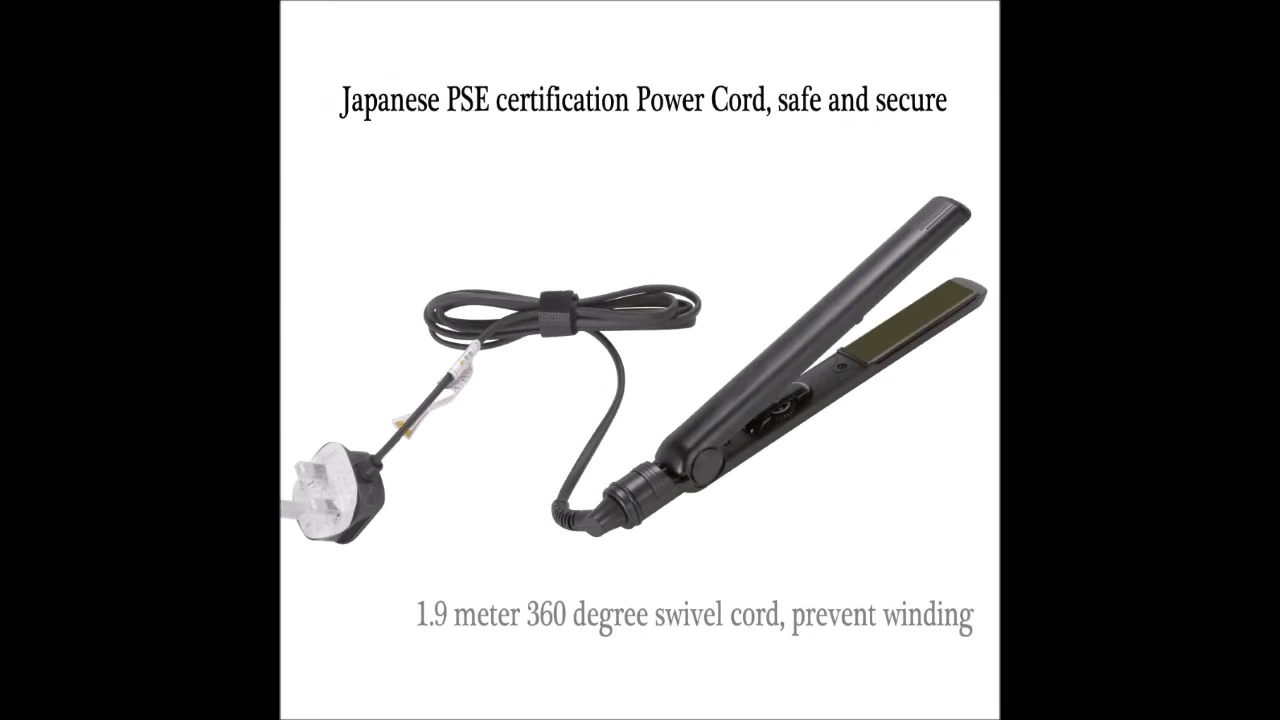 Japanese PSE certification Power Cord, safe and secure
1.9 meter 360 degree swivel cord, prevent winding